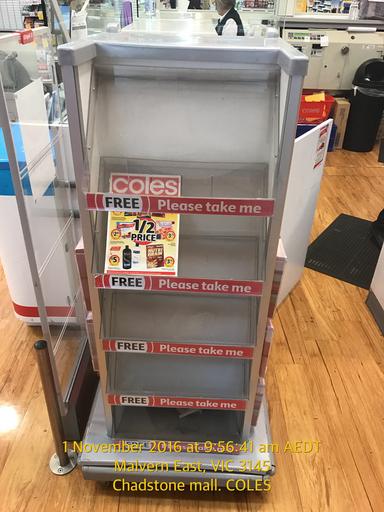 coles
1/2
PRICE
FREE Please take me
FREE Please take me
FREE Please take me
FREE Please take me
1 November 2016 at 9:56:41 am AEDT
Malvern East, VIC 3145
Chadstone mall. COLES